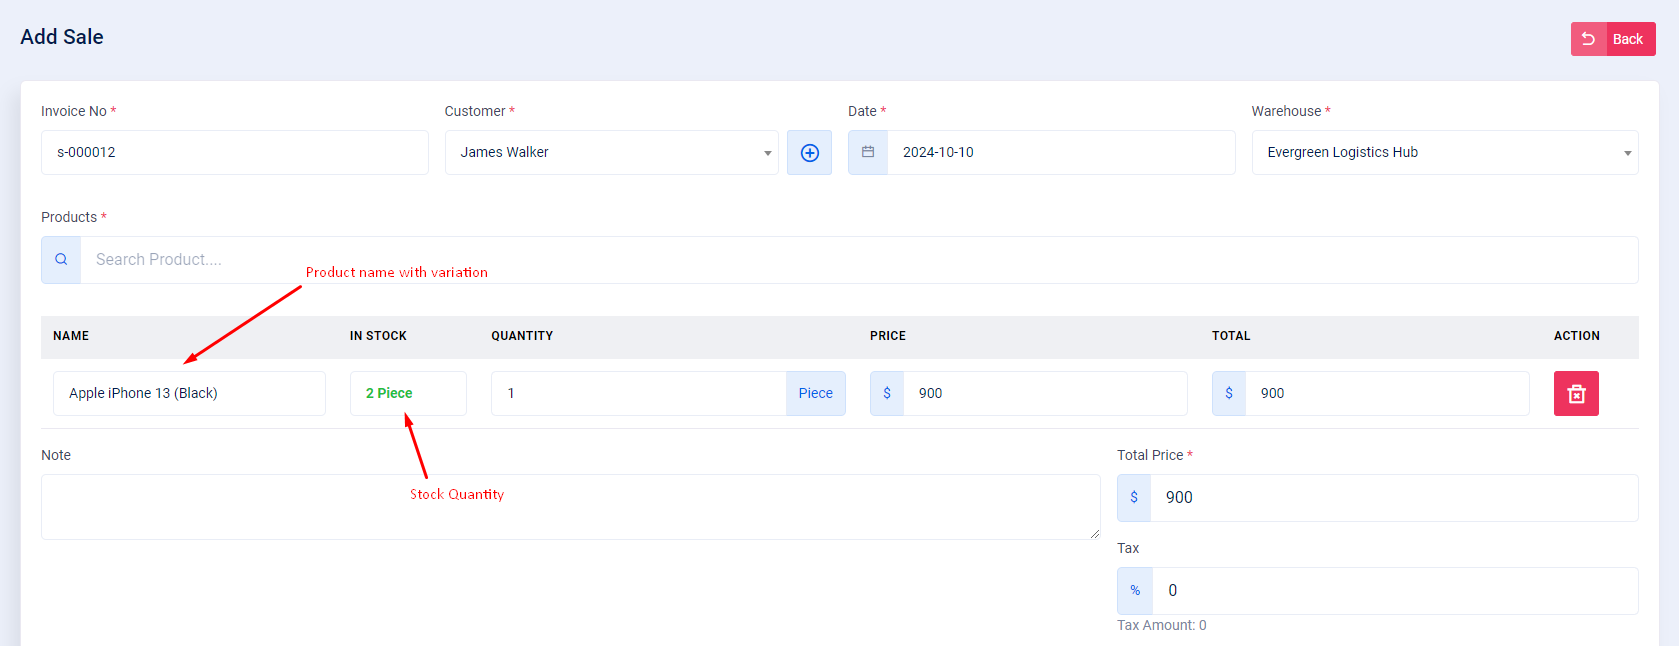 Add Sale
Back
Invoice No *
Customer *
Date *
Warehouse *
s-000012
James Walker
2024-10-10
Evergreen Logistics Hub
Products *
Search Product....
Product name with variation
NAME IN STOCK QUANTITY PRICE TOTAL ACTION
Apple iPhone 13 (Black) 2 Piece 1 Piece $ 900 $ 900
Note
Stock Quantity
Total Price *
$ 900
Tax
% 0
Tax Amount: 0